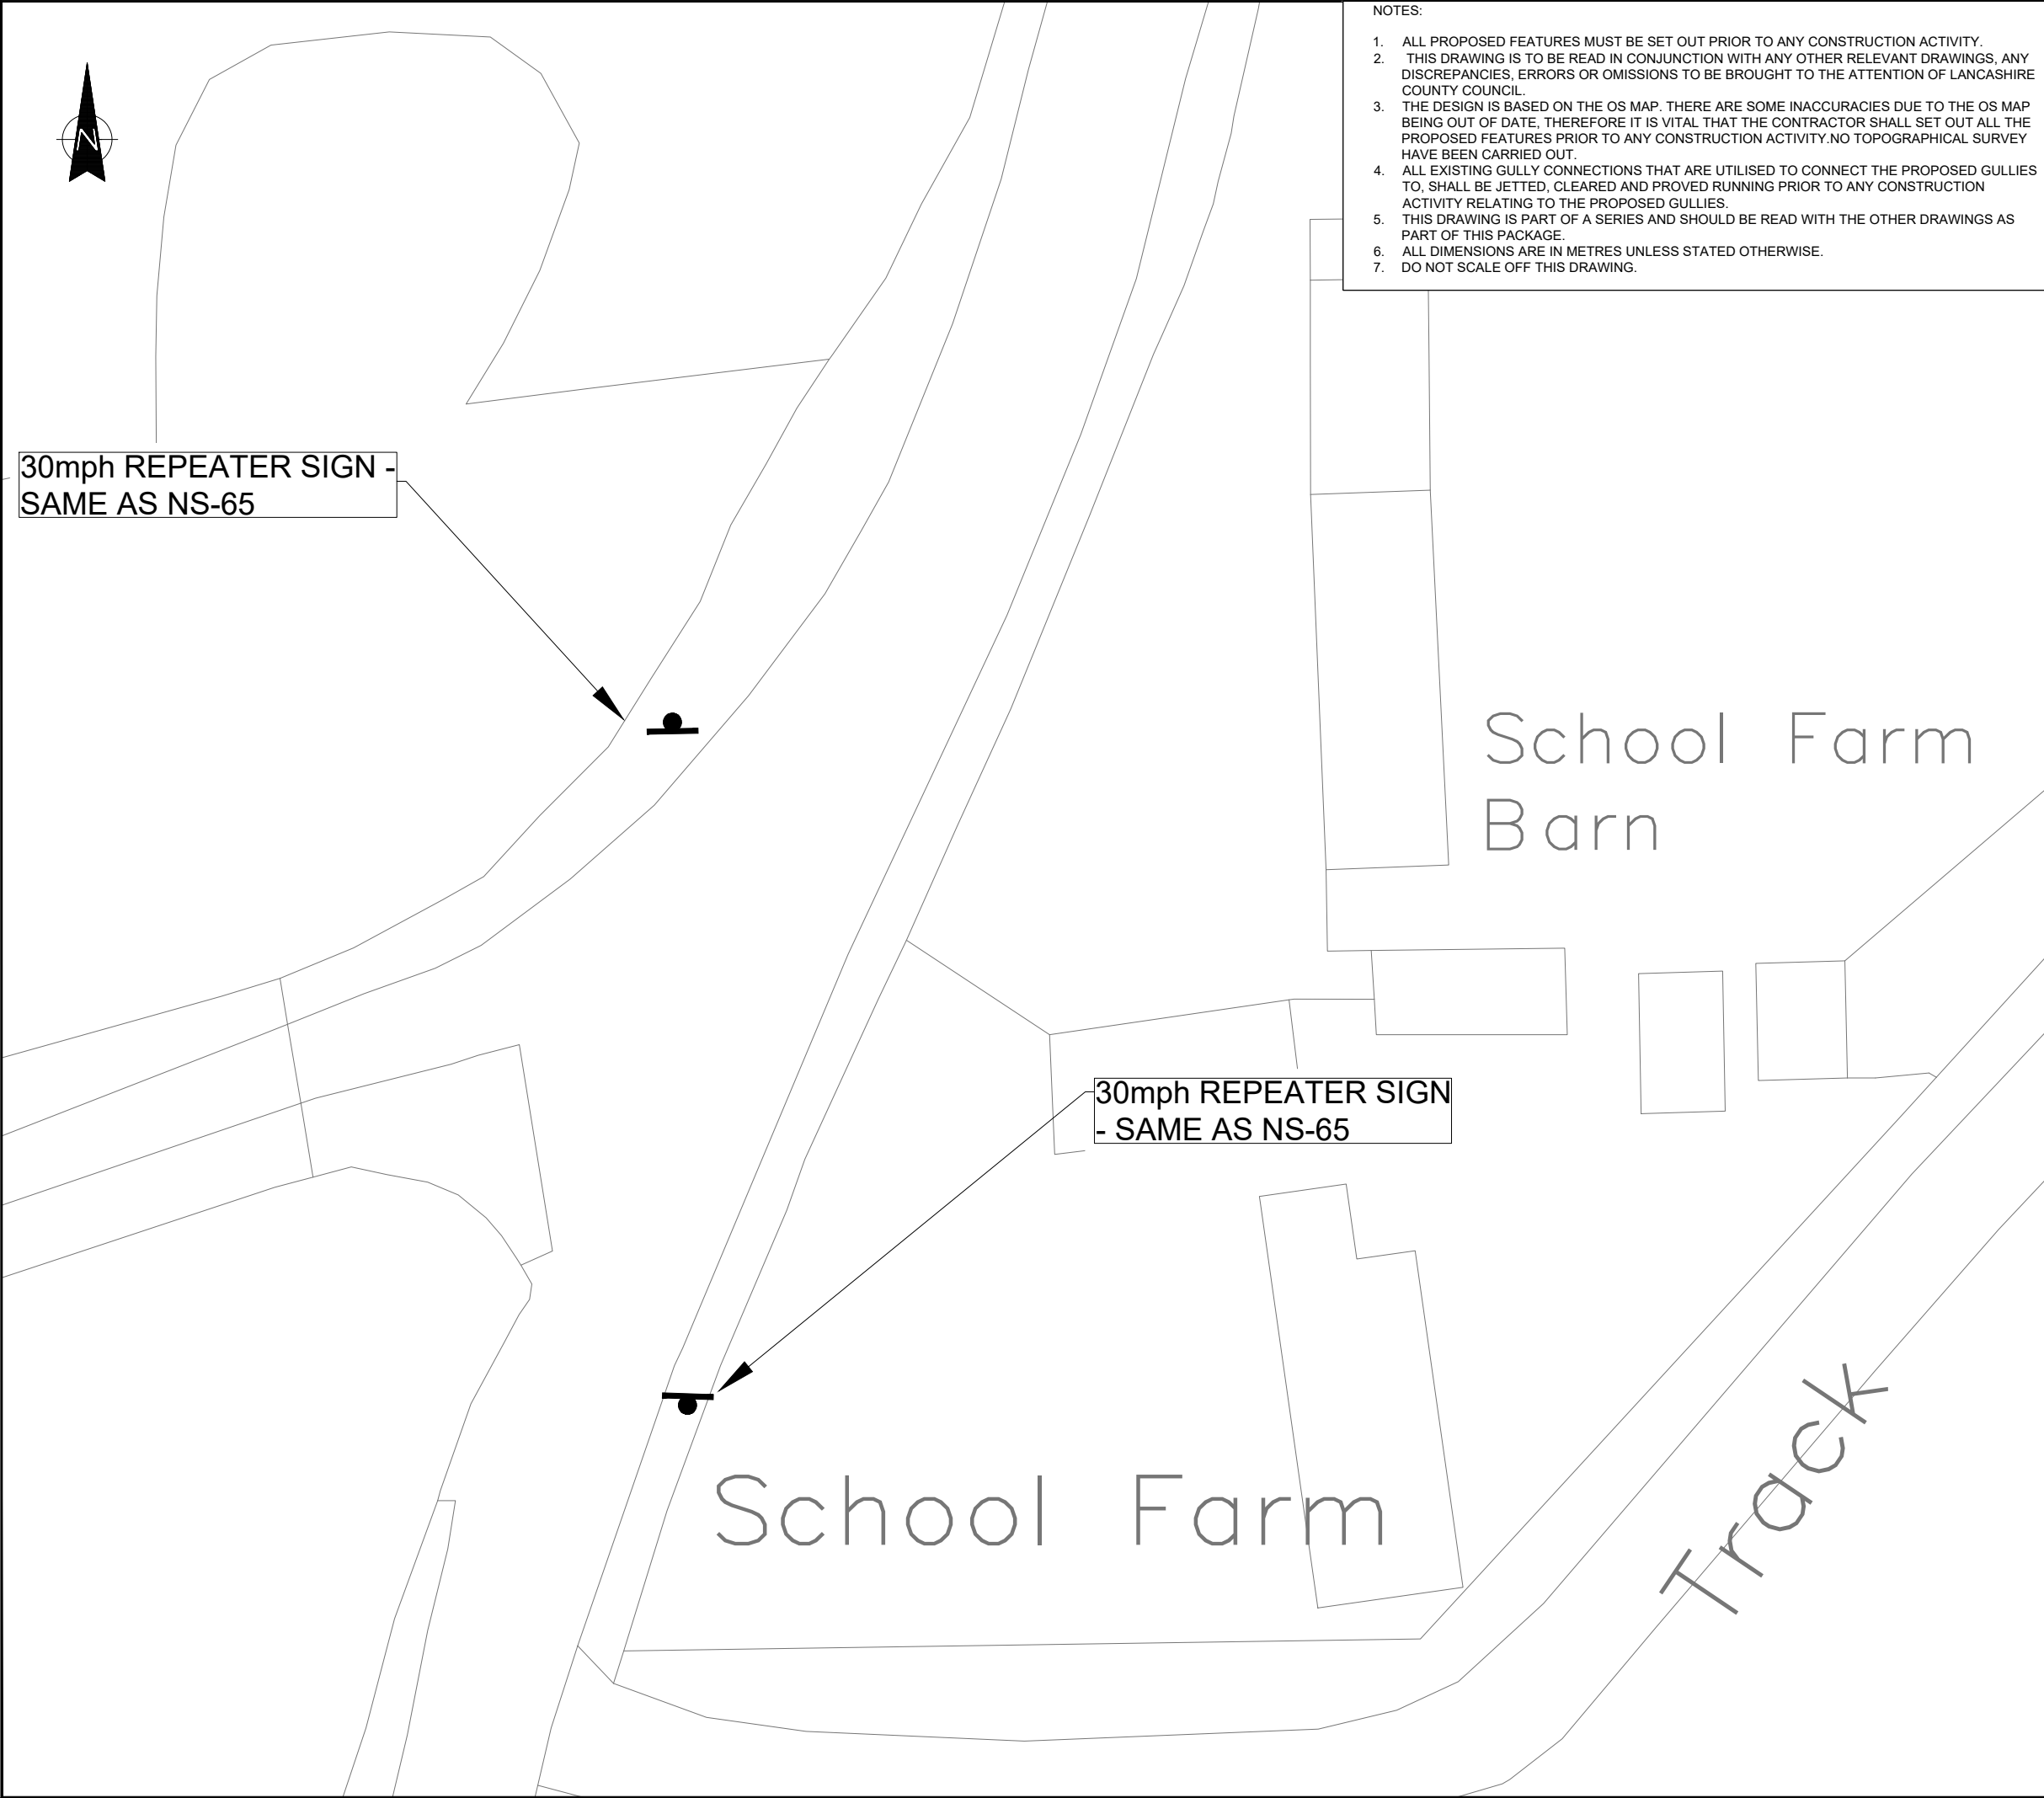 NOTES:
1. ALL PROPOSED FEATURES MUST BE SET OUT PRIOR TO ANY CONSTRUCTION ACTIVITY.
2. THIS DRAWING IS TO BE READ IN CONJUNCTION WITH ANY OTHER RELEVANT DRAWINGS, ANY
DISCREPANCIES, ERRORS OR OMISSIONS TO BE BROUGHT TO THE ATTENTION OF LANCASHIRE
COUNTY COUNCIL.
3. THE DESIGN IS BASED ON THE OS MAP. THERE ARE SOME INACCURACIES DUE TO THE OS MAP
BEING OUT OF DATE, THEREFORE IT IS VITAL THAT THE CONTRACTOR SHALL SET OUT ALL THE
PROPOSED FEATURES PRIOR TO ANY CONSTRUCTION ACTIVITY.NO TOPOGRAPHICAL SURVEY
HAVE BEEN CARRIED OUT.
4. ALL EXISTING GULLY CONNECTIONS THAT ARE UTILISED TO CONNECT THE PROPOSED GULLIES
TO, SHALL BE JETTED, CLEARED AND PROVED RUNNING PRIOR TO ANY CONSTRUCTION
ACTIVITY RELATING TO THE PROPOSED GULLIES.
5. THIS DRAWING IS PART OF A SERIES AND SHOULD BE READ WITH THE OTHER DRAWINGS AS
PART OF THIS PACKAGE.
6. ALL DIMENSIONS ARE IN METRES UNLESS STATED OTHERWISE.
7. DO NOT SCALE OFF THIS DRAWING.
N
30mph REPEATER SIGN -
SAME AS NS-65
School Farm
Barn
30mph REPEATER SIGN
- SAME AS NS-65
School Farm
Track